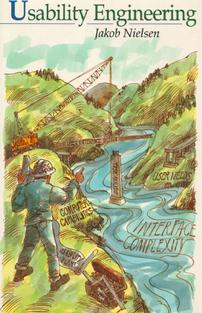 Usability Engineering
Jakob Nielsen
USER NEEDS
COMPUTER
CAPABILITIES
INTERFACE
COMPLEXITY